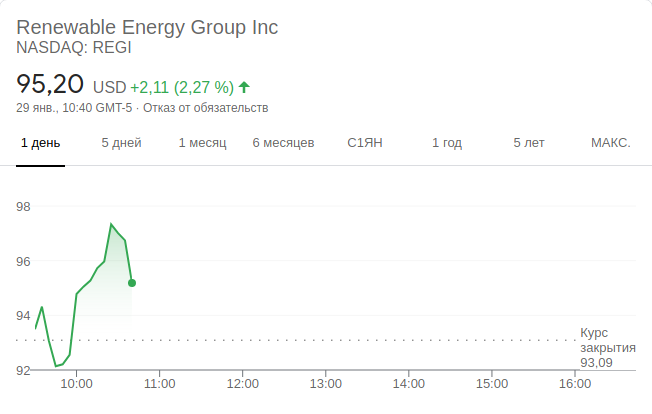 Renewable Energy Group Inc
NASDAQ: REGI
95,20 USD +2,11 (2,27 %)
29 янв., 10:40 GMT-5 · Отказ от обязательств
1 день 5 дней 1 месяц 6 месяцев С1ЯН 1 год 5 лет МАКС.
98
96
94
Курс
закрытия
93,09
92
10:00 11:00 12:00 13:00 14:00 15:00 16:00